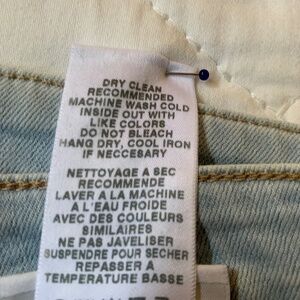 DRY CLEAN
RECOMMENDED
MACHINE WASH COLD
INSIDE OUT WITH
LIKE COLORS
DO NOT BLEACH
HANG DRY, COOL IRON
IF NECCESARY
NETTOYAGE A SEC
RECOMMENDE
LAVER A LA MACHINE
A L'EAU FROIDE
AVEC DES COULEURS
SIMILAIRES
NE PAS JAVELISER
SUSPENDRE POUR SECHER
REPASSER A
TEMPERATURE BASSE